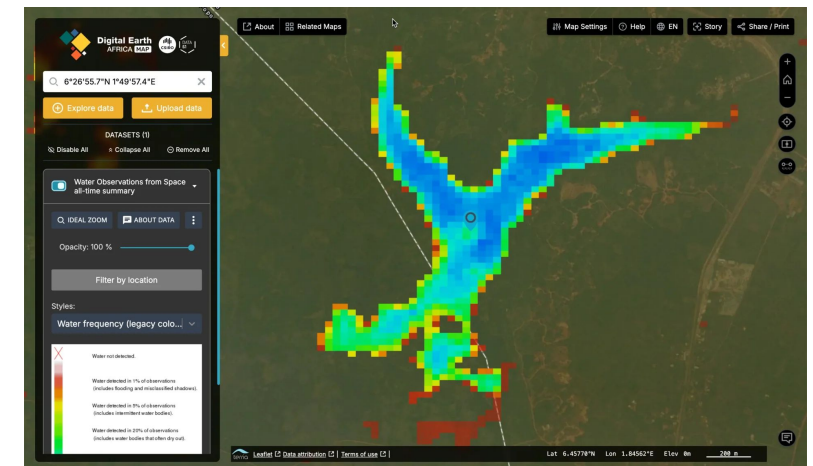 About
Related Maps
Map Settings
Help
EN
Story
Share / Print
Digital Earth
AFRICA MAP
6°26'55.7"N 1°49'57.4"E
Explore data
Upload data
DATASETS (1)
Disable All
Collapse All
Remove All
Water Observations from Space
all-time summary
IDEAL ZOOM
ABOUT DATA
Opacity: 100 %
Filter by location
Styles:
Water frequency (legacy colo...
Water not detected.
Water detected in 1% of observations
(includes flooding and misclassified shadows).
Water detected in 5% of observations
(includes intermittent water bodies).
Water detected in 20% of observations
(includes water bodies that often dry out).
Leaflet | Data attribution | Terms of use |
Lat 6.45770°N Lon 1.84562°E Elev 0m 200 m